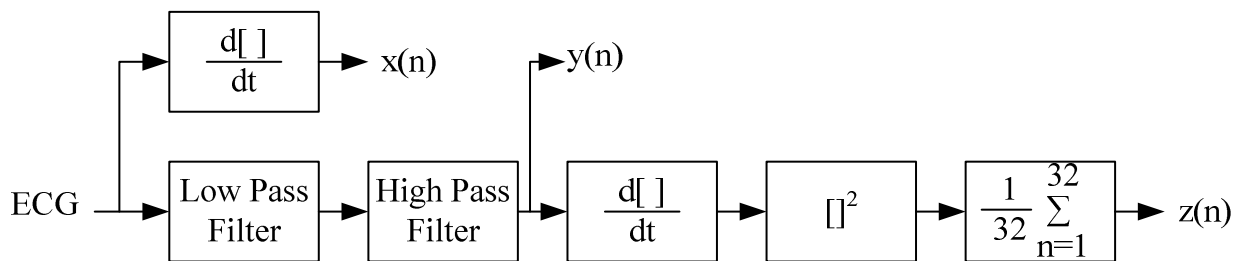 d[ ]
dt
x(n)
y(n)
ECG
Low Pass
Filter
High Pass
Filter
d[ ]
dt
[]²
1
32
32
Σ
n=1
z(n)